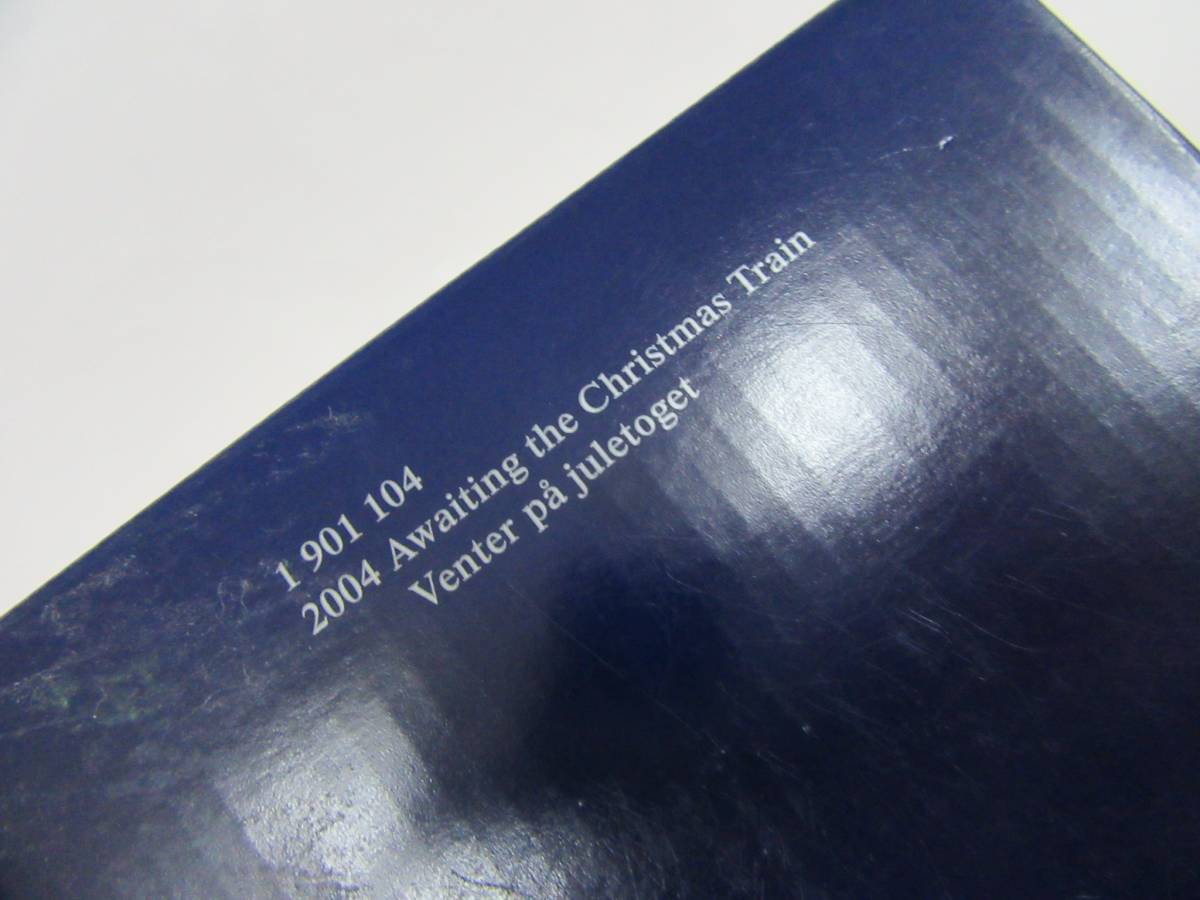 1 901 104
2004 Awaiting the Christmas Train
Venter på juletoget